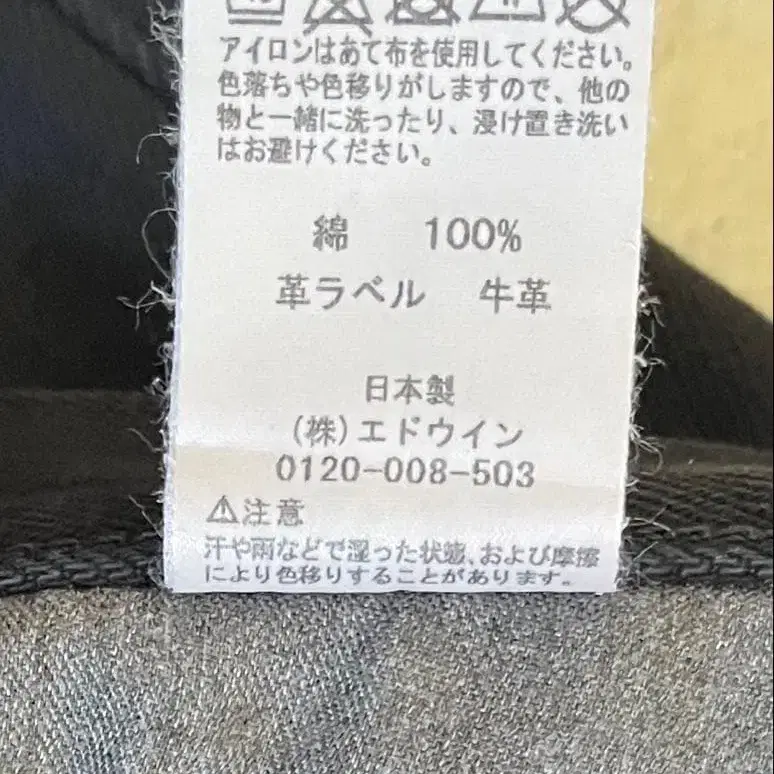 アイロンはあて布を使用してください。
色落ちや色移りがしますので、他の
物と一緒に洗ったり、浸け置き洗い
はお避けください。
綿 100%
革ラベル 牛革
日本製
(株)エドウイン
0120-008-503
⚠注意
汗や雨などで湿った状態、および摩擦
により色移りすることがあります。